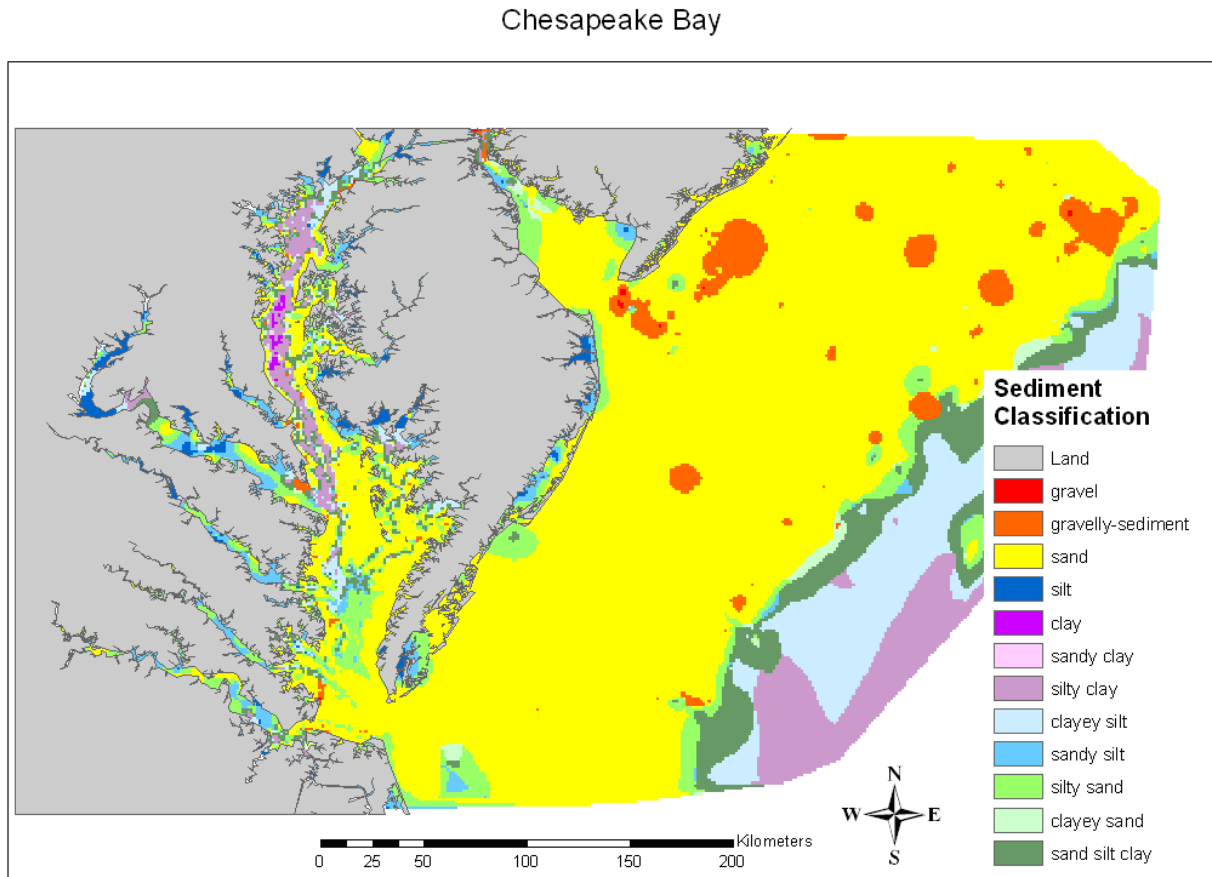 Chesapeake Bay
Sediment
Classification
Land
gravel
gravelly-sediment
sand
silt
clay
sandy clay
silty clay
clayey silt
sandy silt
silty sand
clayey sand
sand silt clay
N
W E
S
Kilometers
0 25 50 100 150 200